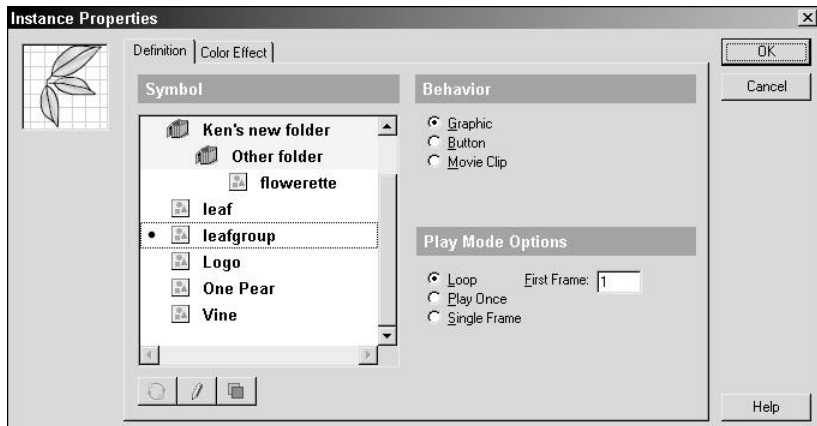 Instance Properties
Definition
Color Effect
OK
Cancel
Symbol
Ken's new folder
Other folder
flowerette
leaf
leafgroup
Logo
One Pear
Vine
Behavior
Graphic
Button
Movie Clip
Play Mode Options
Loop
First Frame: 1
Play Once
Single Frame
Help